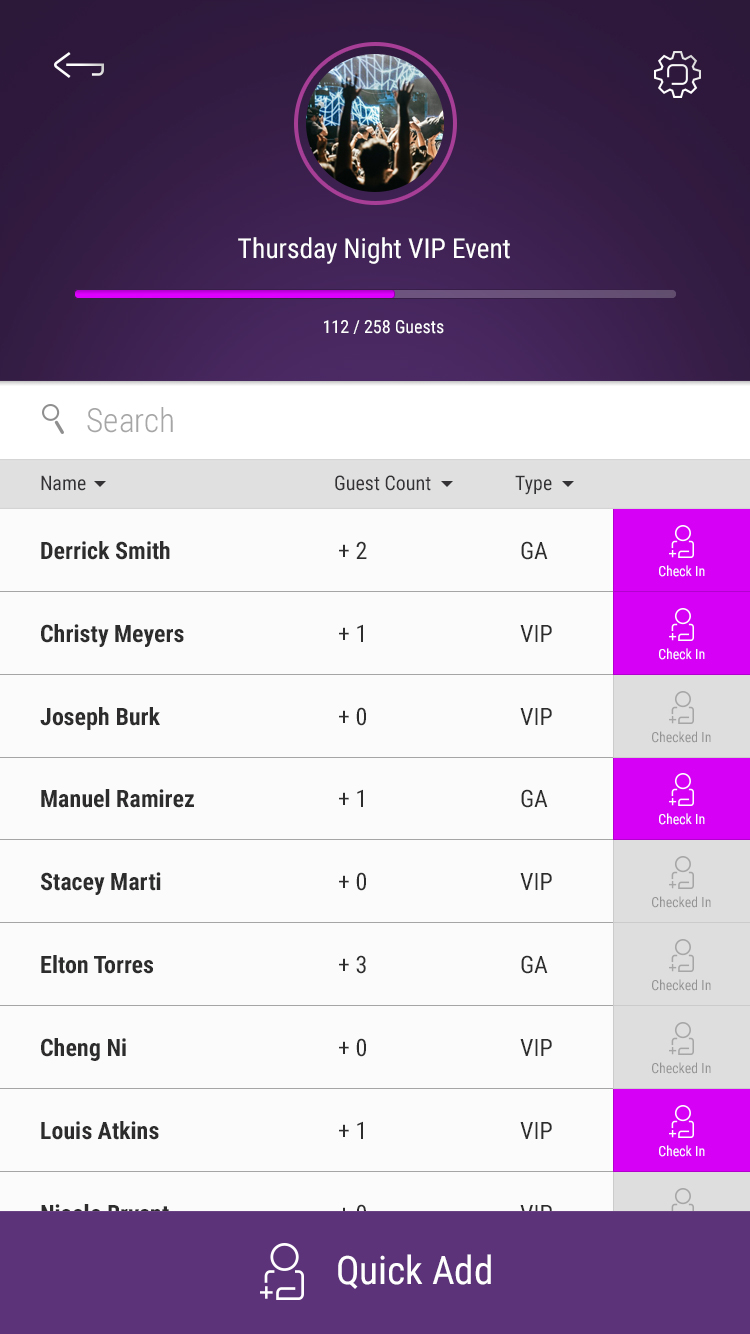 Thursday Night VIP Event
112 / 258 Guests
Search
Name Guest Count Type
Derrick Smith + 2 GA Check In
Christy Meyers + 1 VIP Check In
Joseph Burk + 0 VIP Checked In
Manuel Ramirez + 1 GA Check In
Stacey Marti + 0 VIP Checked In
Elton Torres + 3 GA Checked In
Cheng Ni + 0 VIP Checked In
Louis Atkins + 1 VIP Check In
VIP
Quick Add